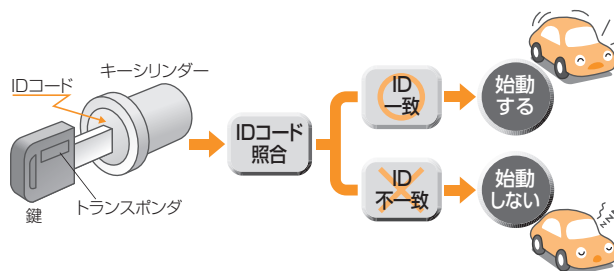 キーシリンダー
IDコード
鍵
トランスポンダ
IDコード
照合
ID
一致
始動
する
ID
不一致
始動
しない
zzz